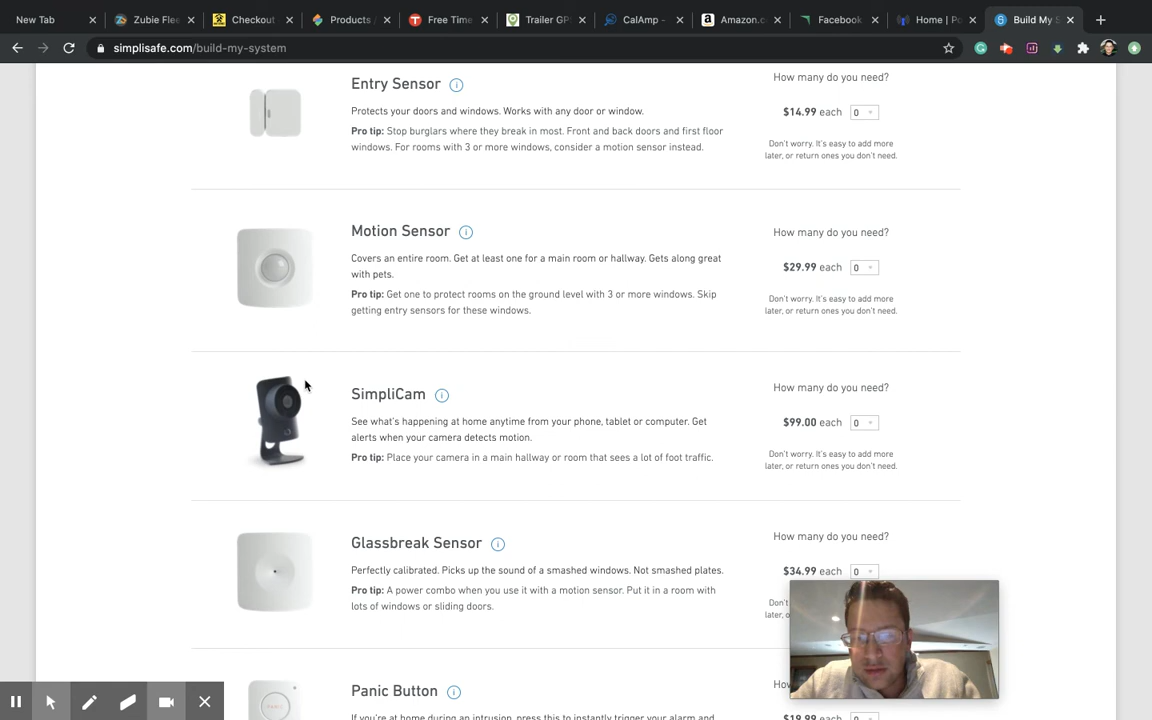 New Tab
Zubie Flee
Checkout
Products /
Free Time
Trailer GP
CalAmp -
Amazon.c
Facebook
Home | Po
Build My S
simplisafe.com/build-my-system
Entry Sensor
Protects your doors and windows. Works with any door or window.
Pro tip: Stop burglars where they break in most. Front and back doors and first floor
windows. For rooms with 3 or more windows, consider a motion sensor instead.
How many do you need?
$14.99 each 0
Don't worry. It's easy to add more
later, or return ones you don't need.
Motion Sensor
Covers an entire room. Get at least one for a main room or hallway. Gets along great
with pets.
Pro tip: Get one to protect rooms on the ground level with 3 or more windows. Skip
getting entry sensors for these windows.
How many do you need?
$29.99 each 0
Don't worry. It's easy to add more
later, or return ones you don't need.
SimpliCam
See what's happening at home anytime from your phone, tablet or computer. Get
alerts when your camera detects motion.
Pro tip: Place your camera in a main hallway or room that sees a lot of foot traffic.
How many do you need?
$99.00 each 0
Don't worry. It's easy to add more
later, or return ones you don't need.
Glassbreak Sensor
Perfectly calibrated. Picks up the sound of a smashed windows. Not smashed plates.
Pro tip: A power combo when you use it with a motion sensor. Put it in a room with
lots of windows or sliding doors.
How many do you need?
$34.99 each 0
Don't
later, o
Panic Button
If you're at home during an intrusion, press this to instantly trigger your alarm and
How
$19.99 each 0